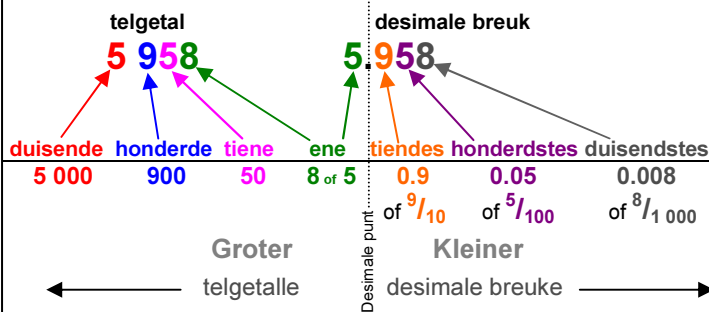 telgetal desimale breuk
5 958 5.958
duisende honderde tiene ene tiendes honderdstes duisendstes
5 000 900 50 8 of 5 0.9 0.05 0.008
of 9/10 of 5/100 of 8/1 000
Desimale punt
Groter Kleiner
telgetalle desimale breuke